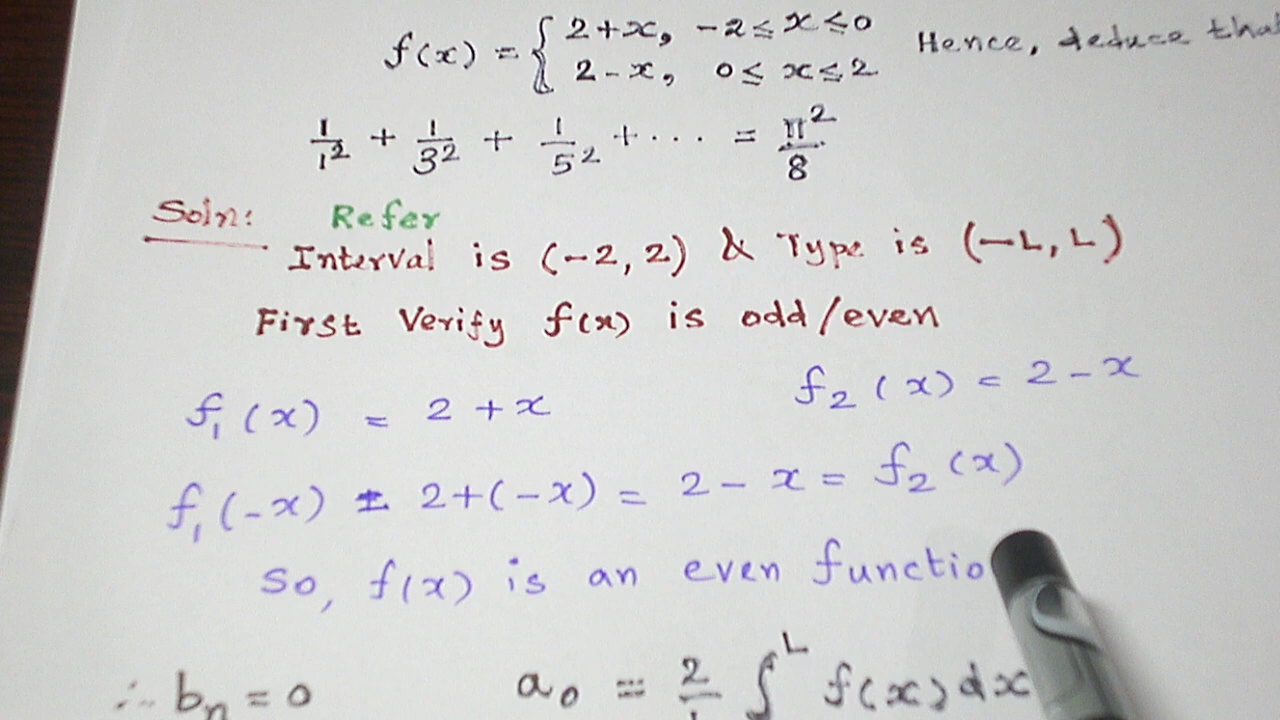 f(x) = { 2+x, -2 ≤ x ≤ 0
2-x, 0 ≤ x ≤ 2
Hence, deduce
1/1² + 1/3² + 1/5² + ... = π²/8
Soln: Refer
Interval is (-2, 2) & Type is (-L, L)
First Verify f(x) is odd/even
f₁(x) = 2 + x f₂(x) = 2 - x
f₁(-x) = 2+(-x) = 2 - x = f₂(x)
So, f(x) is an even
∴ bₙ = 0 a₀ = 2/ ∫ᴸ f(x) dx